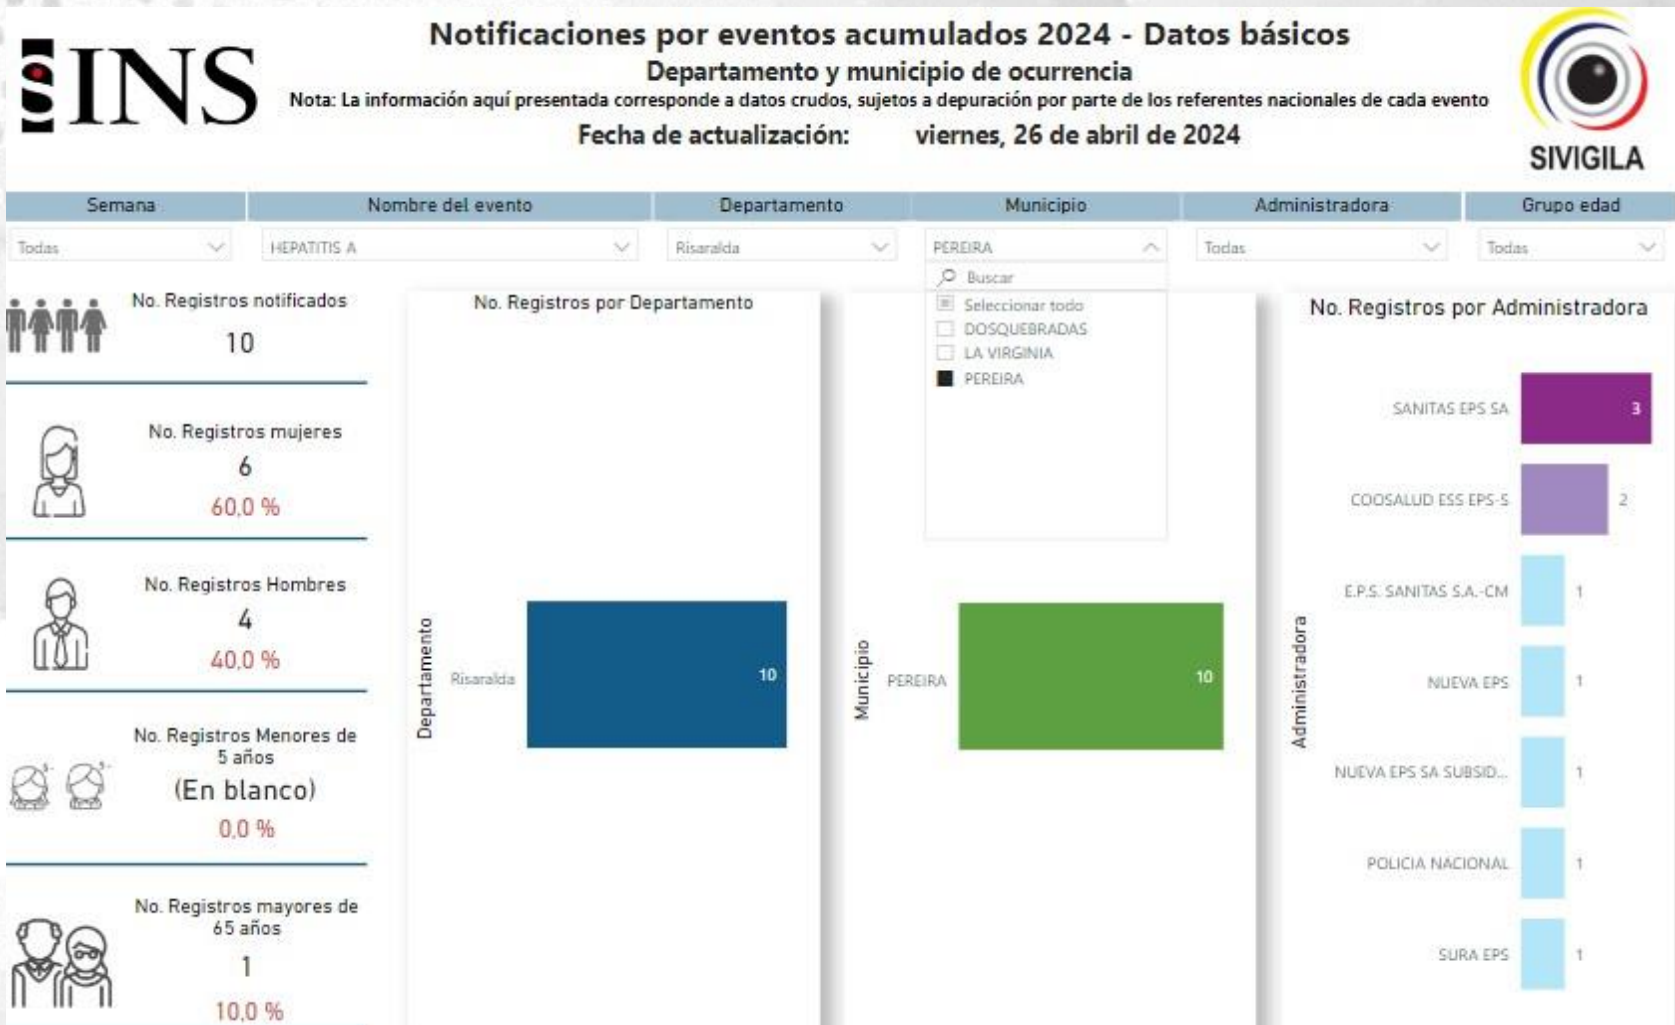 INS
Notificaciones por eventos acumulados 2024 - Datos básicos
Departamento y municipio de ocurrencia
Nota: La información aquí presentada corresponde a datos crudos, sujetos a depuración por parte de los referentes nacionales de cada evento
Fecha de actualización: viernes, 26 de abril de 2024
SIVIGILA
Semana Nombre del evento Departamento Municipio Administradora Grupo edad
Todas HEPATITIS A Risaralda PEREIRA Todas Todas
Buscar
Seleccionar todo
DOSQUEBRADAS
LA VIRGINIA
PEREIRA
No. Registros notificados
10
No. Registros mujeres
6
60,0 %
No. Registros Hombres
4
40,0 %
No. Registros Menores de
5 años
(En blanco)
0,0 %
No. Registros mayores de
65 años
1
10,0 %
No. Registros por Departamento
Departamento
Risaralda 10
Municipio
PEREIRA 10
No. Registros por Administradora
Administradora
SANITAS EPS SA 3
COOSALUD ESS EPS-S 2
E.P.S. SANITAS S.A.-CM 1
NUEVA EPS 1
NUEVA EPS SA SUBSID... 1
POLICIA NACIONAL 1
SURA EPS 1